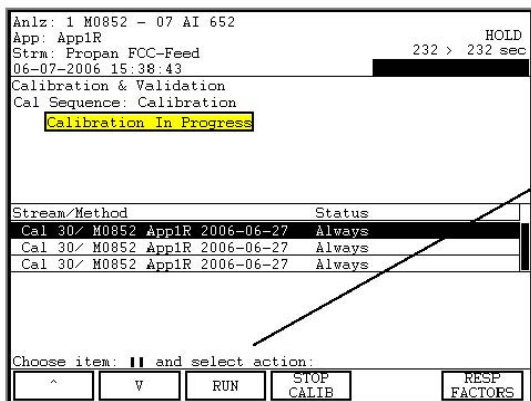 Anlz: 1 M0852 - 07 AI 652
App: App1R
HOLD
Strm: Propan FCC-Feed
232 > 232 sec
06-07-2006 15:38:43
Calibration & Validation
Cal Sequence: Calibration
Calibration In Progress
Stream/Method Status
Cal 30/ M0852 App1R 2006-06-27 Always
Cal 30/ M0852 App1R 2006-06-27 Always
Cal 30/ M0852 App1R 2006-06-27 Always
Choose item: and select action:
^ V RUN STOP CALIB RESP FACTORS